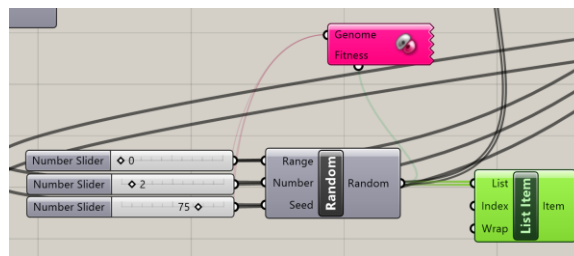 Genome
Fitness
Number Slider 0
Number Slider 2
Number Slider 75
Range
Number
Seed
Random
Random
List
Index
Wrap
List Item
Item